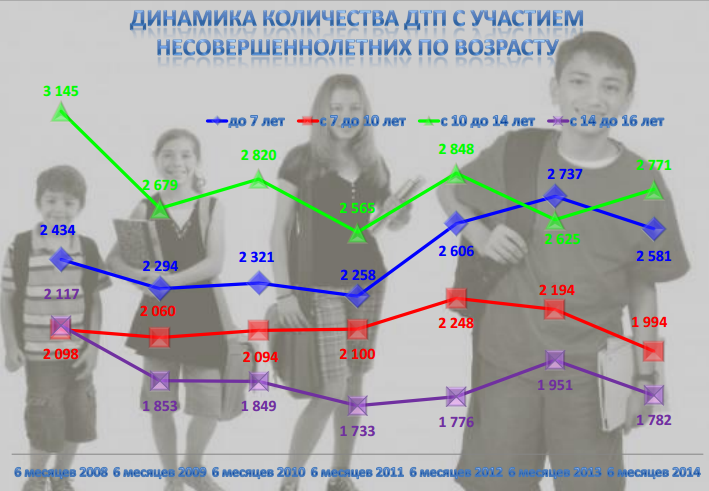 ДИНАМИКА КОЛИЧЕСТВА ДТП С УЧАСТИЕМ
НЕСОВЕРШЕННОЛЕТНИХ ПО ВОЗРАСТУ
до 7 лет с 7 до 10 лет с 10 до 14 лет с 14 до 16 лет
3 145 2 679 2 820 2 565 2 848 2 625 2 771
2 434 2 294 2 321 2 258 2 606 2 737 2 581
2 098 2 060 2 094 2 100 2 248 2 194 1 994
2 117 1 853 1 849 1 733 1 776 1 951 1 782
6 месяцев 2008 6 месяцев 2009 6 месяцев 2010 6 месяцев 2011 6 месяцев 2012 6 месяцев 2013 6 месяцев 2014